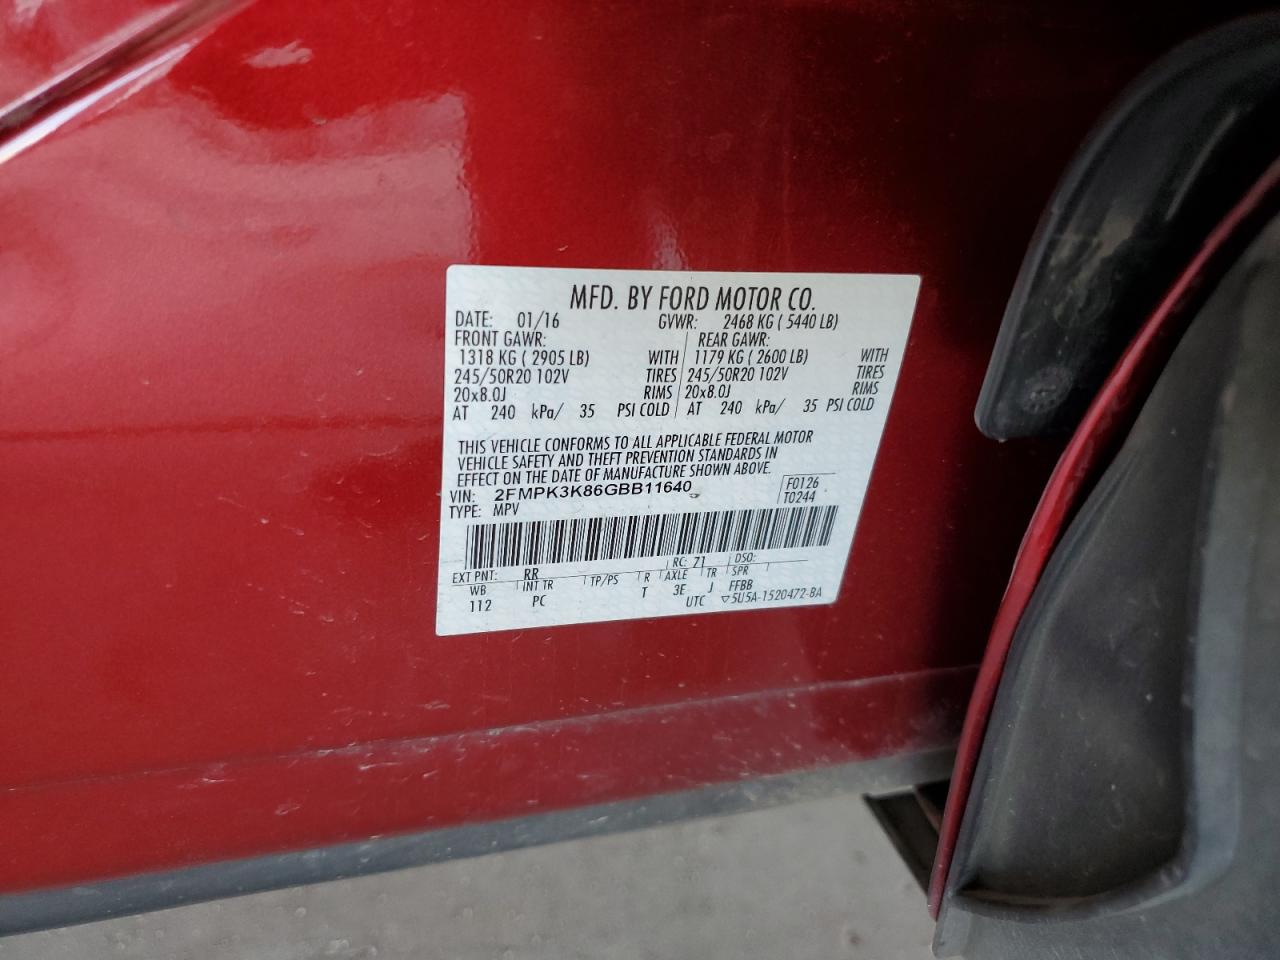 MFD. BY FORD MOTOR CO.
DATE: 01/16 GVWR: 2468 KG ( 5440 LB)
FRONT GAWR: REAR GAWR:
1318 KG ( 2905 LB) WITH 1179 KG ( 2600 LB) WITH
245/50R20 102V TIRES 245/50R20 102V TIRES
20x8.0J RIMS 20x8.0J RIMS
AT 240 kPa/ 35 PSI COLD AT 240 kPa/ 35 PSI COLD
THIS VEHICLE CONFORMS TO ALL APPLICABLE FEDERAL MOTOR
VEHICLE SAFETY AND THEFT PREVENTION STANDARDS IN
EFFECT ON THE DATE OF MANUFACTURE SHOWN ABOVE.
VIN: 2FMPK3K86GBB11640 F0126
TYPE: MPV T0244
EXT PNT: RR RC: 71 DSO:
WB INT TR TP/PS R AXLE TR SPR
112 PC T 3E J FFBB
UTC ▽5U5A-1520472-BA